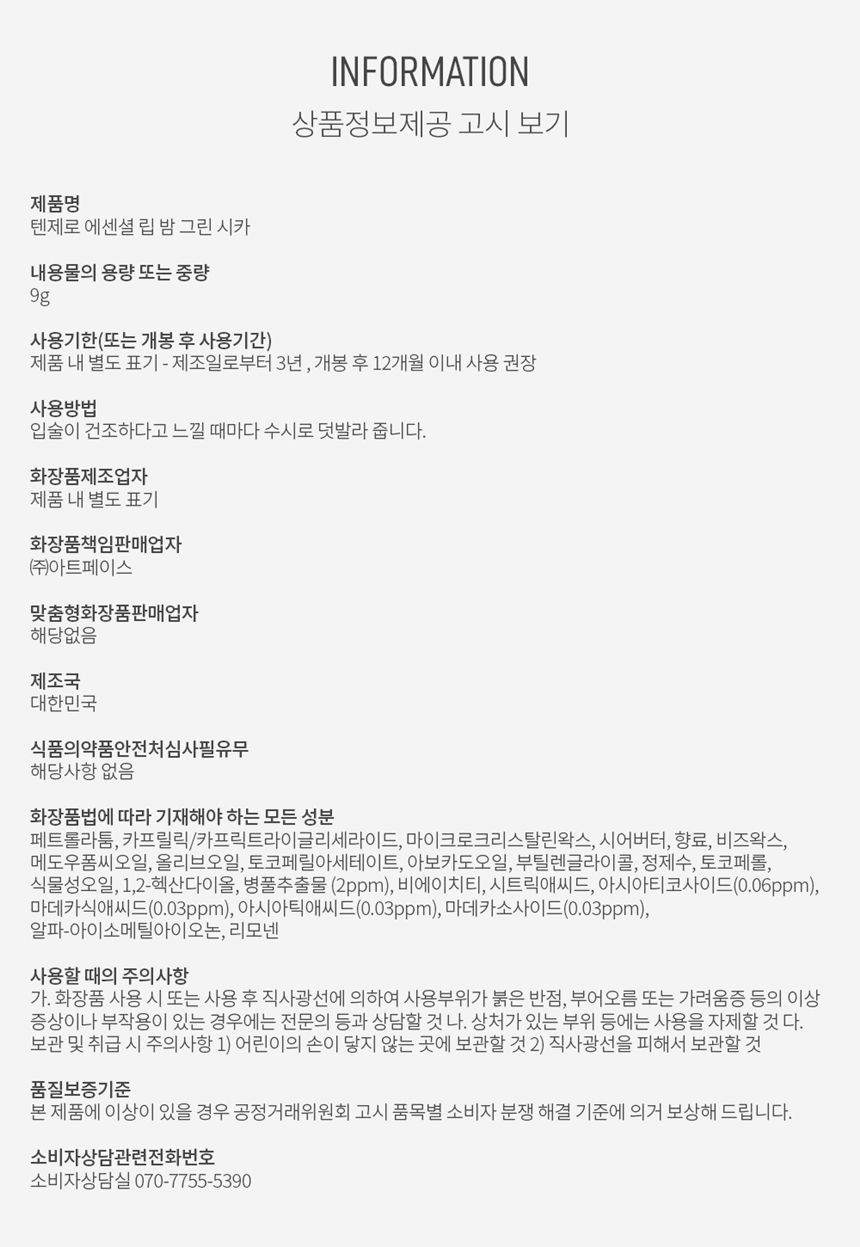 INFORMATION
상품정보제공 고시 보기
제품명
텐제로 에센셜 립 밤 그린 시카
내용물의 용량 또는 중량
9g
사용기한(또는 개봉 후 사용기간)
제품 내 별도 표기 - 제조일로부터 3년 , 개봉 후 12개월 이내 사용 권장
사용방법
입술이 건조하다고 느낄 때마다 수시로 덧발라 줍니다.
화장품제조업자
제품 내 별도 표기
화장품책임판매업자
㈜아트페이스
맞춤형화장품판매업자
해당없음
제조국
대한민국
식품의약품안전처심사필유무
해당사항 없음
화장품법에 따라 기재해야 하는 모든 성분
페트롤라툼, 카프릴릭/카프릭트라이글리세라이드, 마이크로크리스탈린왁스, 시어버터, 향료, 비즈왁스,
메도우폼씨오일, 올리브오일, 토코페릴아세테이트, 아보카도오일, 부틸렌글라이콜, 정제수, 토코페롤,
식물성오일, 1,2-헥산다이올, 병풀추출물 (2ppm), 비에이치티, 시트릭애씨드, 아시아티코사이드(0.06ppm),
마데카식애씨드(0.03ppm), 아시아틱애씨드(0.03ppm), 마데카소사이드(0.03ppm),
알파-아이소메틸아이오논, 리모넨
사용할 때의 주의사항
가. 화장품 사용 시 또는 사용 후 직사광선에 의하여 사용부위가 붉은 반점, 부어오름 또는 가려움증 등의 이상
증상이나 부작용이 있는 경우에는 전문의 등과 상담할 것 나. 상처가 있는 부위 등에는 사용을 자제할 것 다.
보관 및 취급 시 주의사항 1) 어린이의 손이 닿지 않는 곳에 보관할 것 2) 직사광선을 피해서 보관할 것
품질보증기준
본 제품에 이상이 있을 경우 공정거래위원회 고시 품목별 소비자 분쟁 해결 기준에 의거 보상해 드립니다.
소비자상담관련전화번호
소비자상담실 070-7755-5390